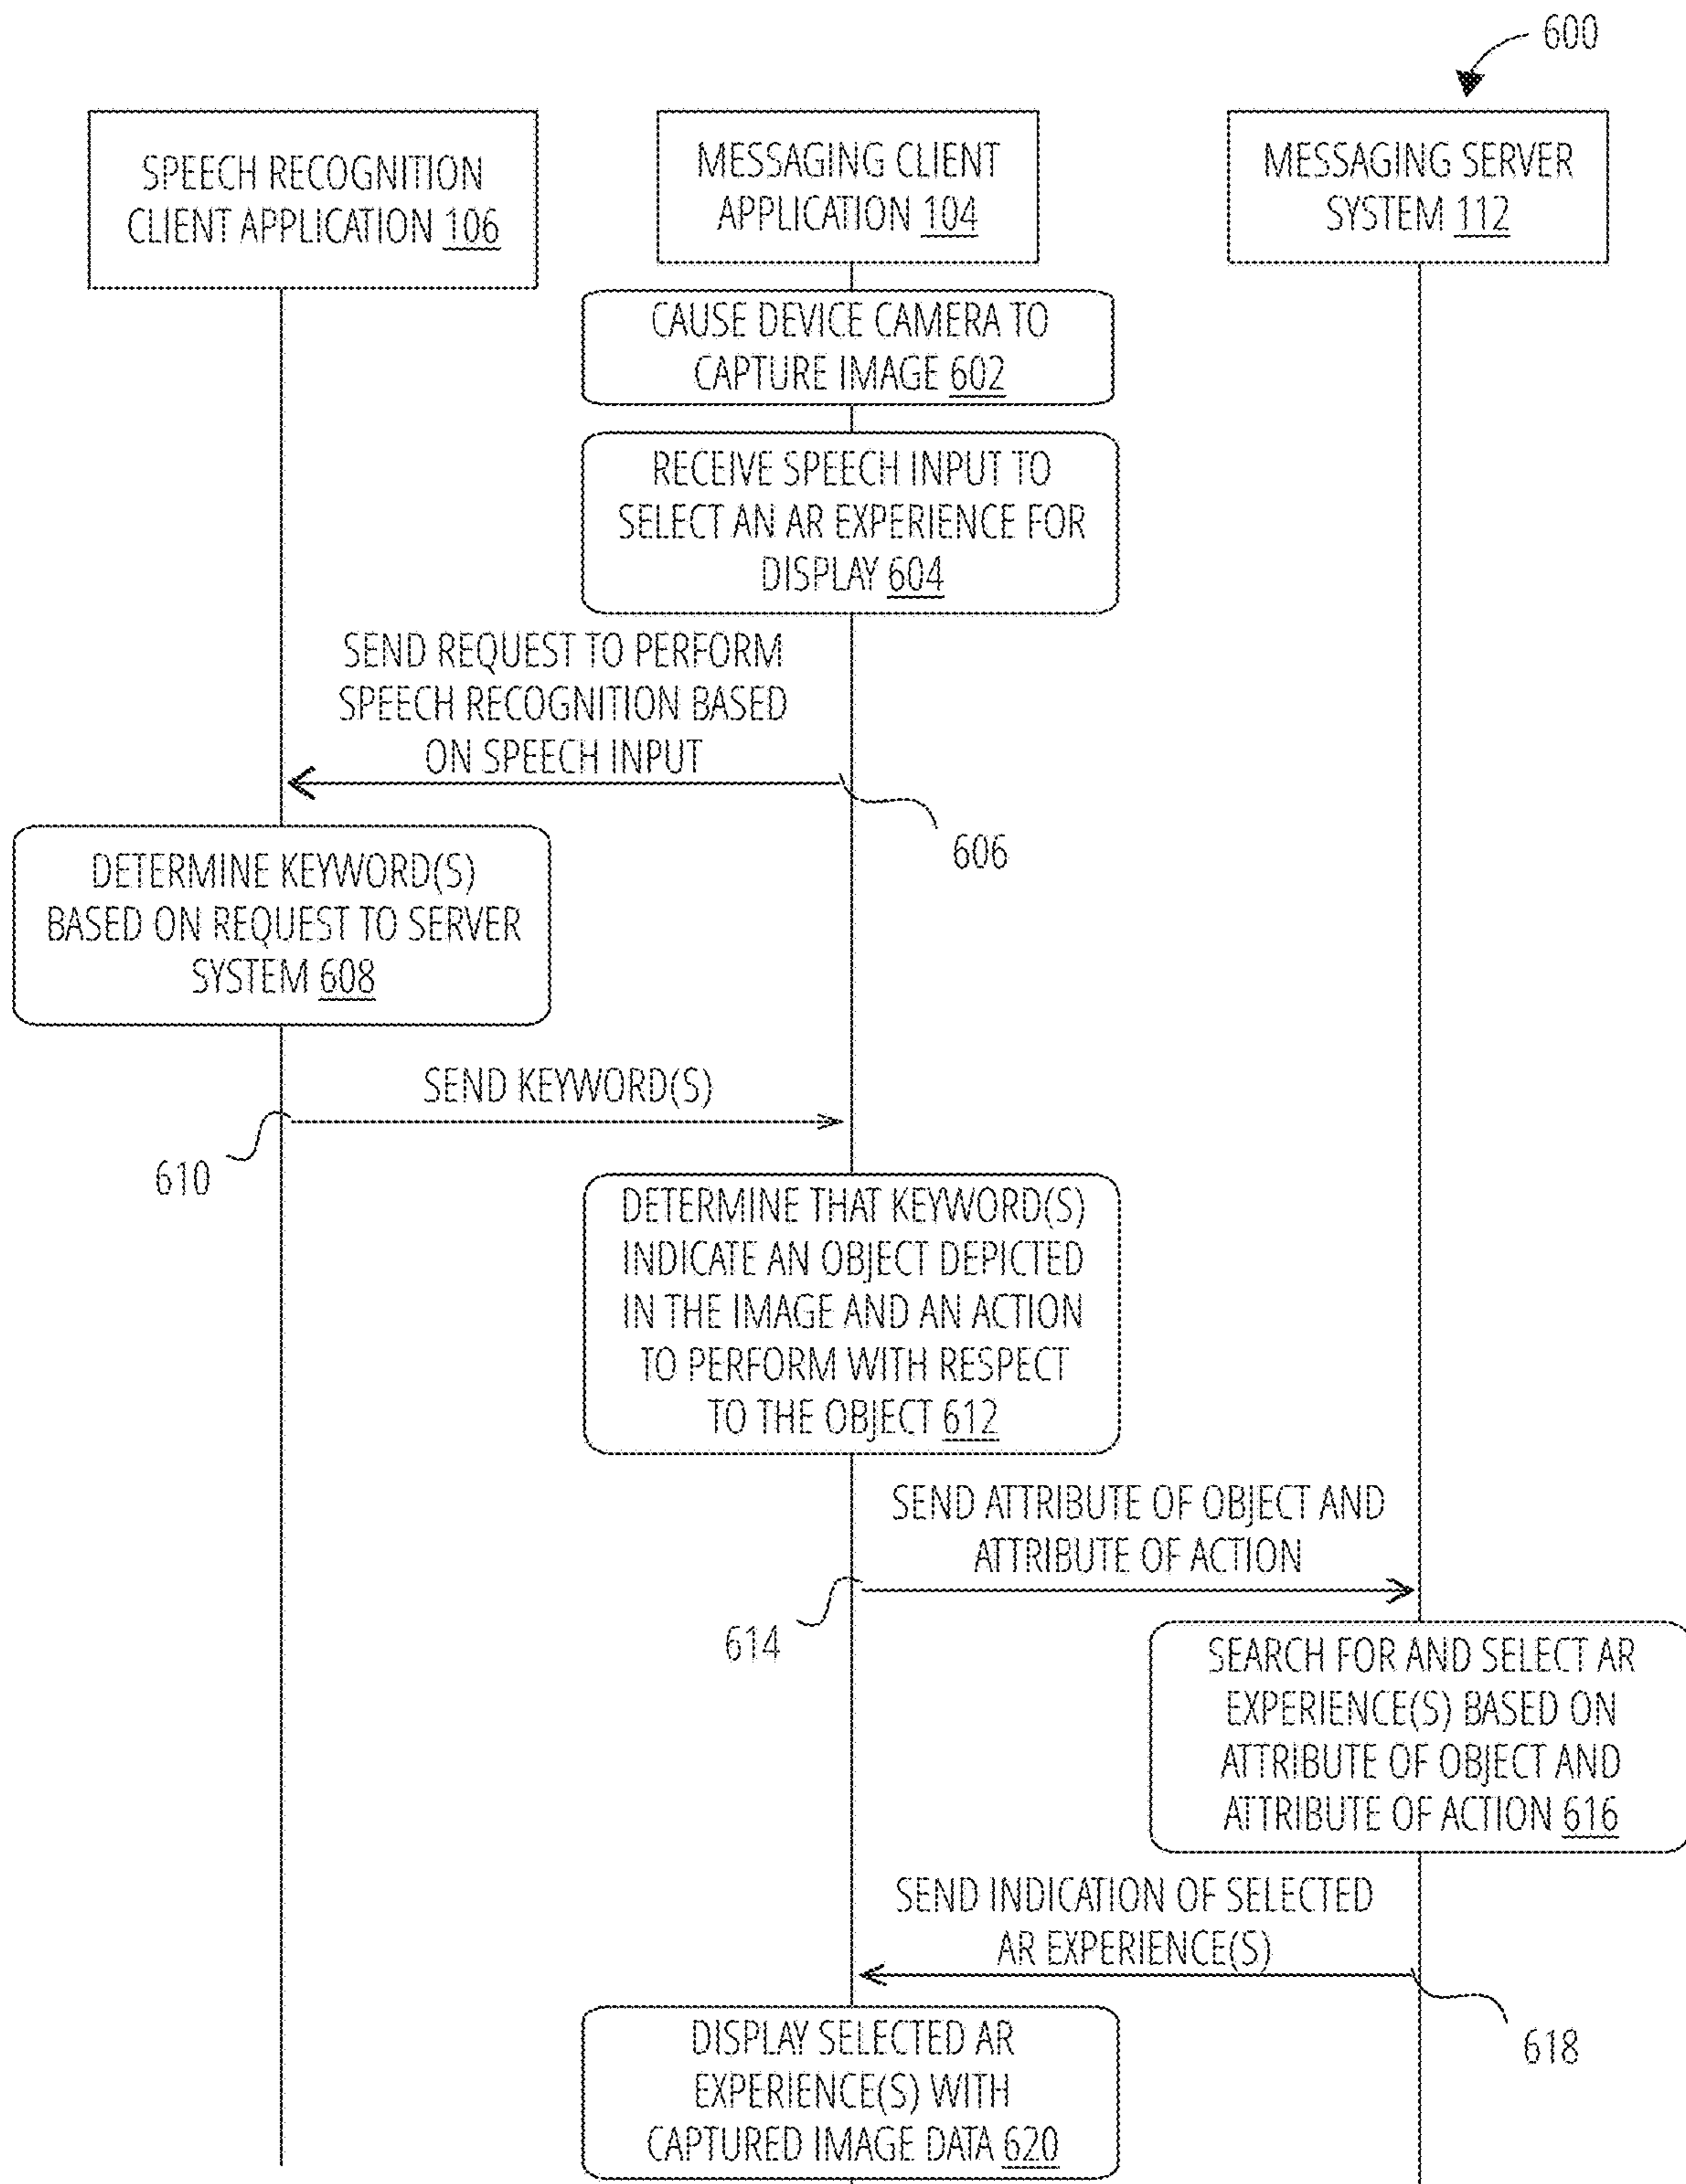 600
SPEECH RECOGNITION
CLIENT APPLICATION 106
MESSAGING CLIENT
APPLICATION 104
MESSAGING SERVER
SYSTEM 112
CAUSE DEVICE CAMERA TO
CAPTURE IMAGE 602
RECEIVE SPEECH INPUT TO
SELECT AN AR EXPERIENCE FOR
DISPLAY 604
SEND REQUEST TO PERFORM
SPEECH RECOGNITION BASED
ON SPEECH INPUT
606
DETERMINE KEYWORD(S)
BASED ON REQUEST TO SERVER
SYSTEM 608
SEND KEYWORD(S)
610
DETERMINE THAT KEYWORD(S)
INDICATE AN OBJECT DEPICTED
IN THE IMAGE AND AN ACTION
TO PERFORM WITH RESPECT
TO THE OBJECT 612
SEND ATTRIBUTE OF OBJECT AND
ATTRIBUTE OF ACTION
614
SEARCH FOR AND SELECT AR
EXPERIENCE(S) BASED ON
ATTRIBUTE OF OBJECT AND
ATTRIBUTE OF ACTION 616
SEND INDICATION OF SELECTED
AR EXPERIENCE(S)
618
DISPLAY SELECTED AR
EXPERIENCE(S) WITH
CAPTURED IMAGE DATA 620